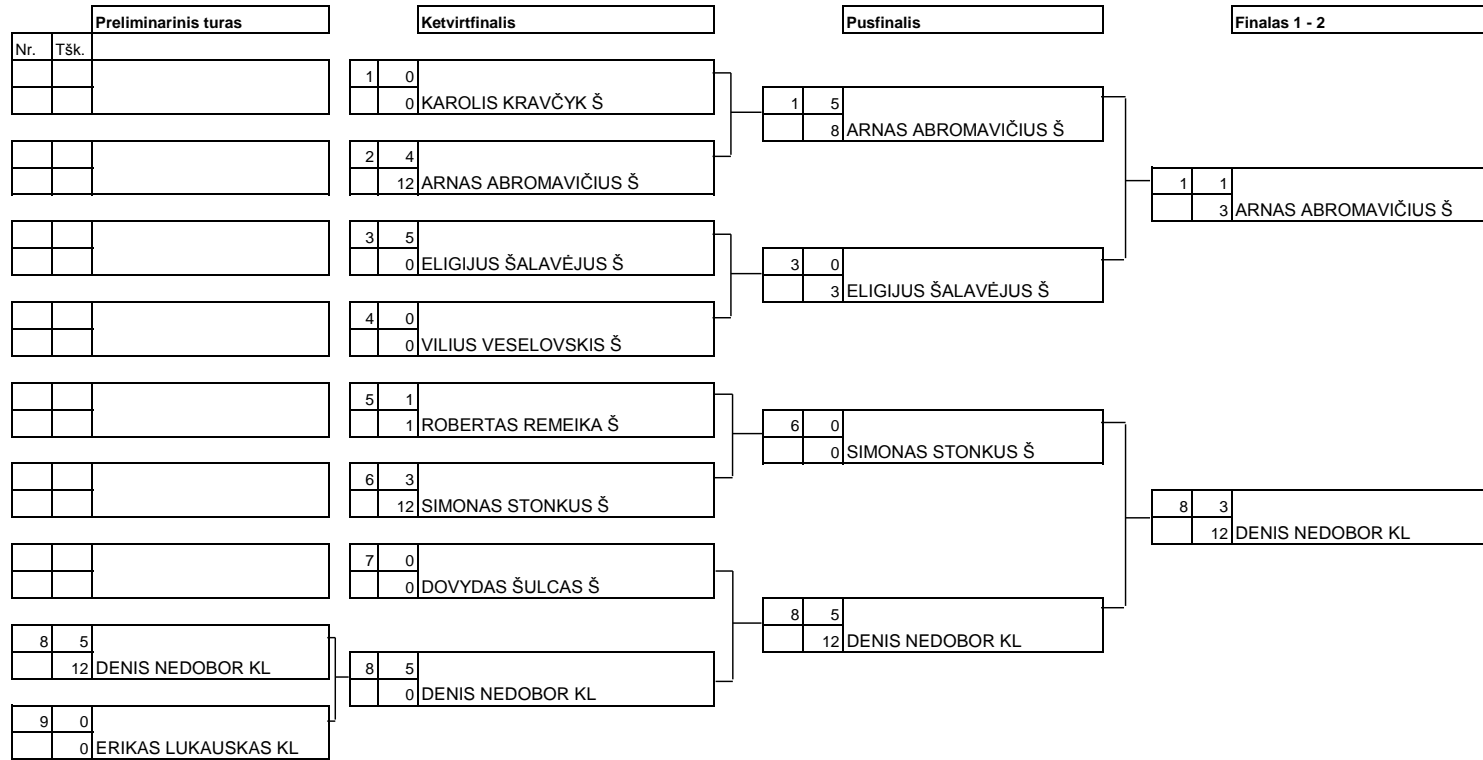 Preliminarinis turas
Ketvirtfinalis
Pusfinalis
Finalas 1 - 2
Nr. Tšk.
1 0
0 KAROLIS KRAVČYK Š
2 4
12 ARNAS ABROMAVIČIUS Š
3 5
0 ELIGIJUS ŠALAVĖJUS Š
4 0
0 VILIUS VESELOVSKIS Š
5 1
1 ROBERTAS REMEIKA Š
6 3
12 SIMONAS STONKUS Š
7 0
0 DOVYDAS ŠULCAS Š
8 5
12 DENIS NEDOBOR KL
9 0
0 ERIKAS LUKAUSKAS KL
8 5
0 DENIS NEDOBOR KL
1 5
8 ARNAS ABROMAVIČIUS Š
3 0
3 ELIGIJUS ŠALAVĖJUS Š
6 0
0 SIMONAS STONKUS Š
8 5
12 DENIS NEDOBOR KL
1 1
3 ARNAS ABROMAVIČIUS Š
8 3
12 DENIS NEDOBOR KL